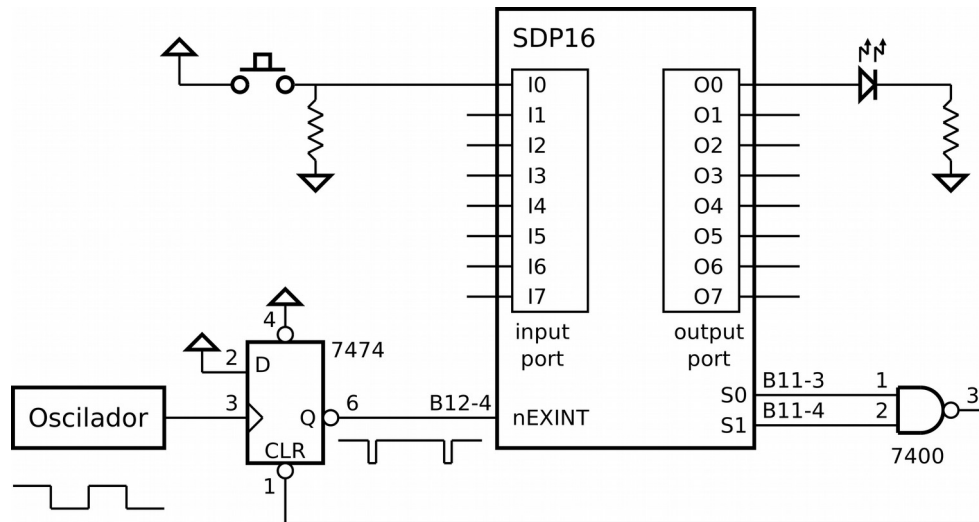 SDP16
I0
I1
I2
I3
I4
I5
I6
I7
input
port
O0
O1
O2
O3
O4
O5
O6
O7
output
port
4
7474
2
D
Oscilador
3
Q
6
B12-4
nEXINT
CLR
1
S0
B11-3
1
S1
B11-4
2
3
7400